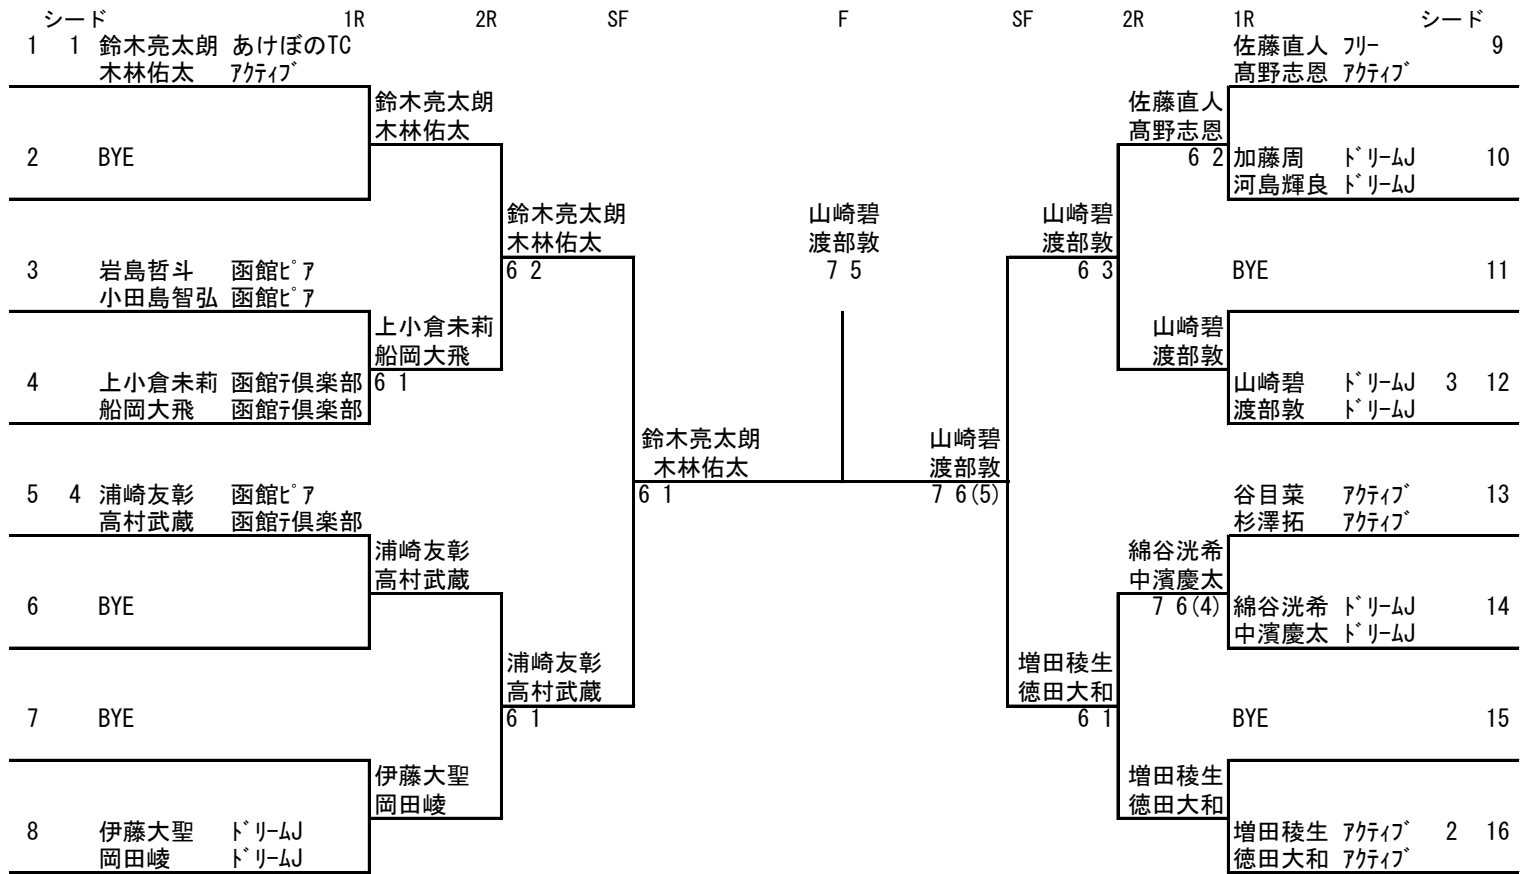 シード 1R 2R SF F SF 2R 1R シード
1 1 鈴木亮太朗 あけぼのTC
木林佑太 ｱｸﾃｨﾌﾞ
鈴木亮太朗
木林佑太
2 BYE
鈴木亮太朗
木林佑太
6 2
3 岩島哲斗 函館ﾋﾟｱ
小田島智弘 函館ﾋﾟｱ
上小倉未莉
船岡大飛
6 1
4 上小倉未莉 函館ﾃ倶楽部
船岡大飛 函館ﾃ倶楽部
鈴木亮太朗
木林佑太
6 1
5 4 浦崎友彰 函館ﾋﾟｱ
高村武蔵 函館ﾃ倶楽部
浦崎友彰
高村武蔵
6 BYE
浦崎友彰
高村武蔵
6 1
7 BYE
伊藤大聖
岡田崚
8 伊藤大聖 ﾄﾞﾘｰﾑJ
岡田崚 ﾄﾞﾘｰﾑJ
山崎碧
渡部敦
7 5
佐藤直人 ﾌﾘｰ 9
髙野志恩 ｱｸﾃｨﾌﾞ
佐藤直人
髙野志恩
6 2
加藤周 ﾄﾞﾘｰﾑJ 10
河島輝良 ﾄﾞﾘｰﾑJ
山崎碧
渡部敦
6 3
BYE 11
山崎碧
渡部敦
山崎碧 ﾄﾞﾘｰﾑJ 3 12
渡部敦 ﾄﾞﾘｰﾑJ
山崎碧
渡部敦
7 6(5)
谷目菜 ｱｸﾃｨﾌﾞ 13
杉澤拓 ｱｸﾃｨﾌﾞ
綿谷洸希
中濱慶太
7 6(4)
綿谷洸希 ﾄﾞﾘｰﾑJ 14
中濱慶太 ﾄﾞﾘｰﾑJ
増田稜生
徳田大和
6 1
BYE 15
増田稜生
徳田大和
増田稜生 ｱｸﾃｨﾌﾞ 2 16
徳田大和 ｱｸﾃｨﾌﾞ